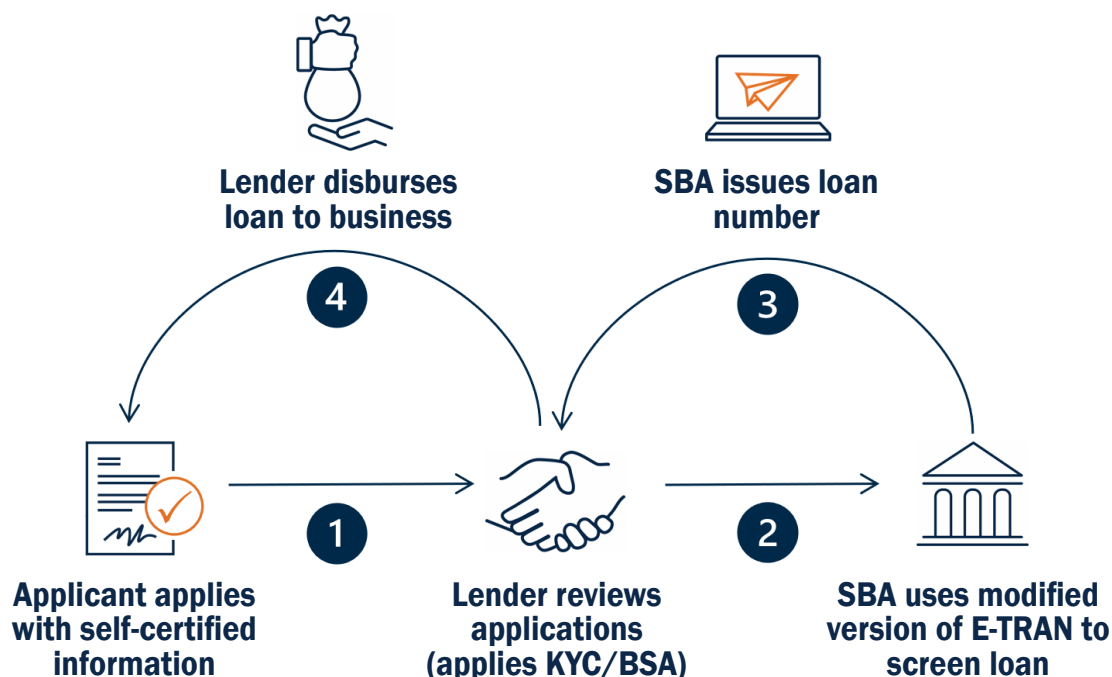 Lender disburses
loan to business
SBA issues loan
number
4
3
1
2
Applicant applies
with self-certified
information
Lender reviews
applications
(applies KYC/BSA)
SBA uses modified
version of E-TRAN to
screen loan